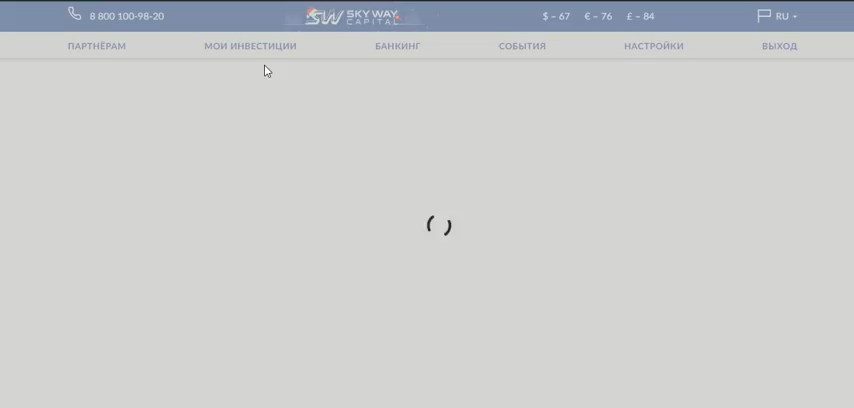 8 800 100-98-20
SW SKY WAY CAPITAL
$ – 67 € – 76 £ – 84
RU
ПАРТНЁРАМ МОИ ИНВЕСТИЦИИ БАНКИНГ СОБЫТИЯ НАСТРОЙКИ ВЫХОД